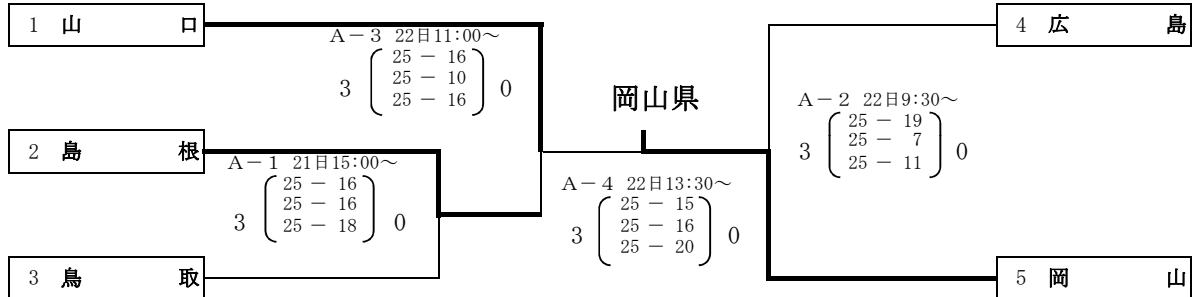 1 山 口
A－3 22日11:00～
3 25 － 16 0
25 － 10
25 － 16
2 島 根
A－1 21日15:00～
3 25 － 16 0
25 － 16
25 － 18
3 鳥 取
岡山県
A－4 22日13:30～
3 25 － 15 0
25 － 16
25 － 20
4 広 島
A－2 22日9:30～
3 25 － 19 0
25 － 7
25 － 11
5 岡 山